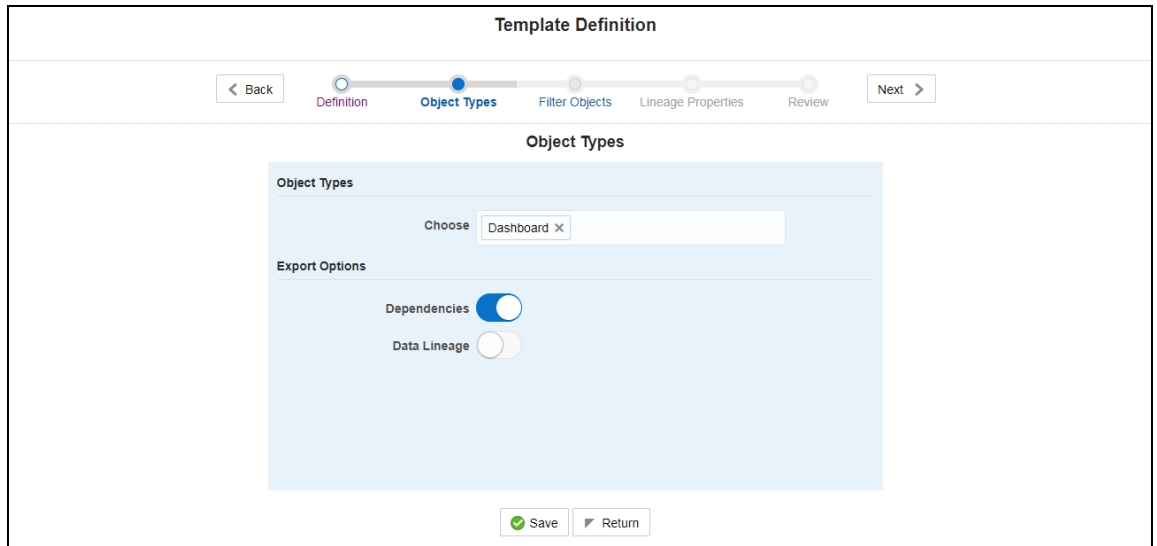 Template Definition
Back
Definition
Object Types
Filter Objects
Lineage Properties
Review
Next
Object Types
Object Types
Choose
Dashboard
Export Options
Dependencies
Data Lineage
Save
Return